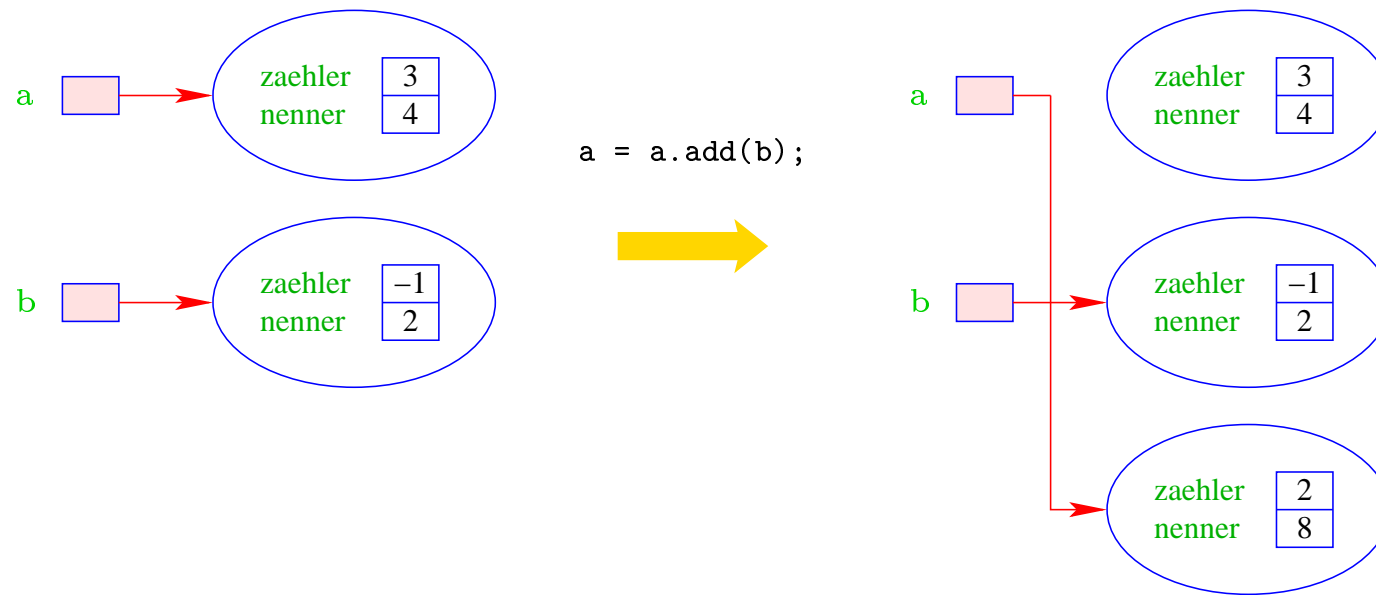 a
zaehler 3
nenner 4
b
zaehler –1
nenner 2
a = a.add(b);
a
zaehler 3
nenner 4
b
zaehler –1
nenner 2
zaehler 2
nenner 8